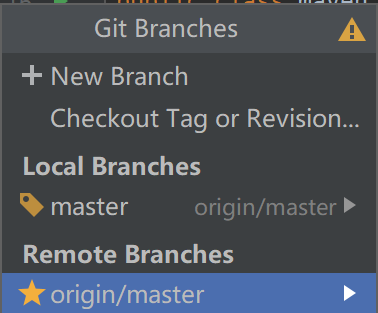 Git Branches
New Branch
Checkout Tag or Revision...
Local Branches
master origin/master
Remote Branches
origin/master